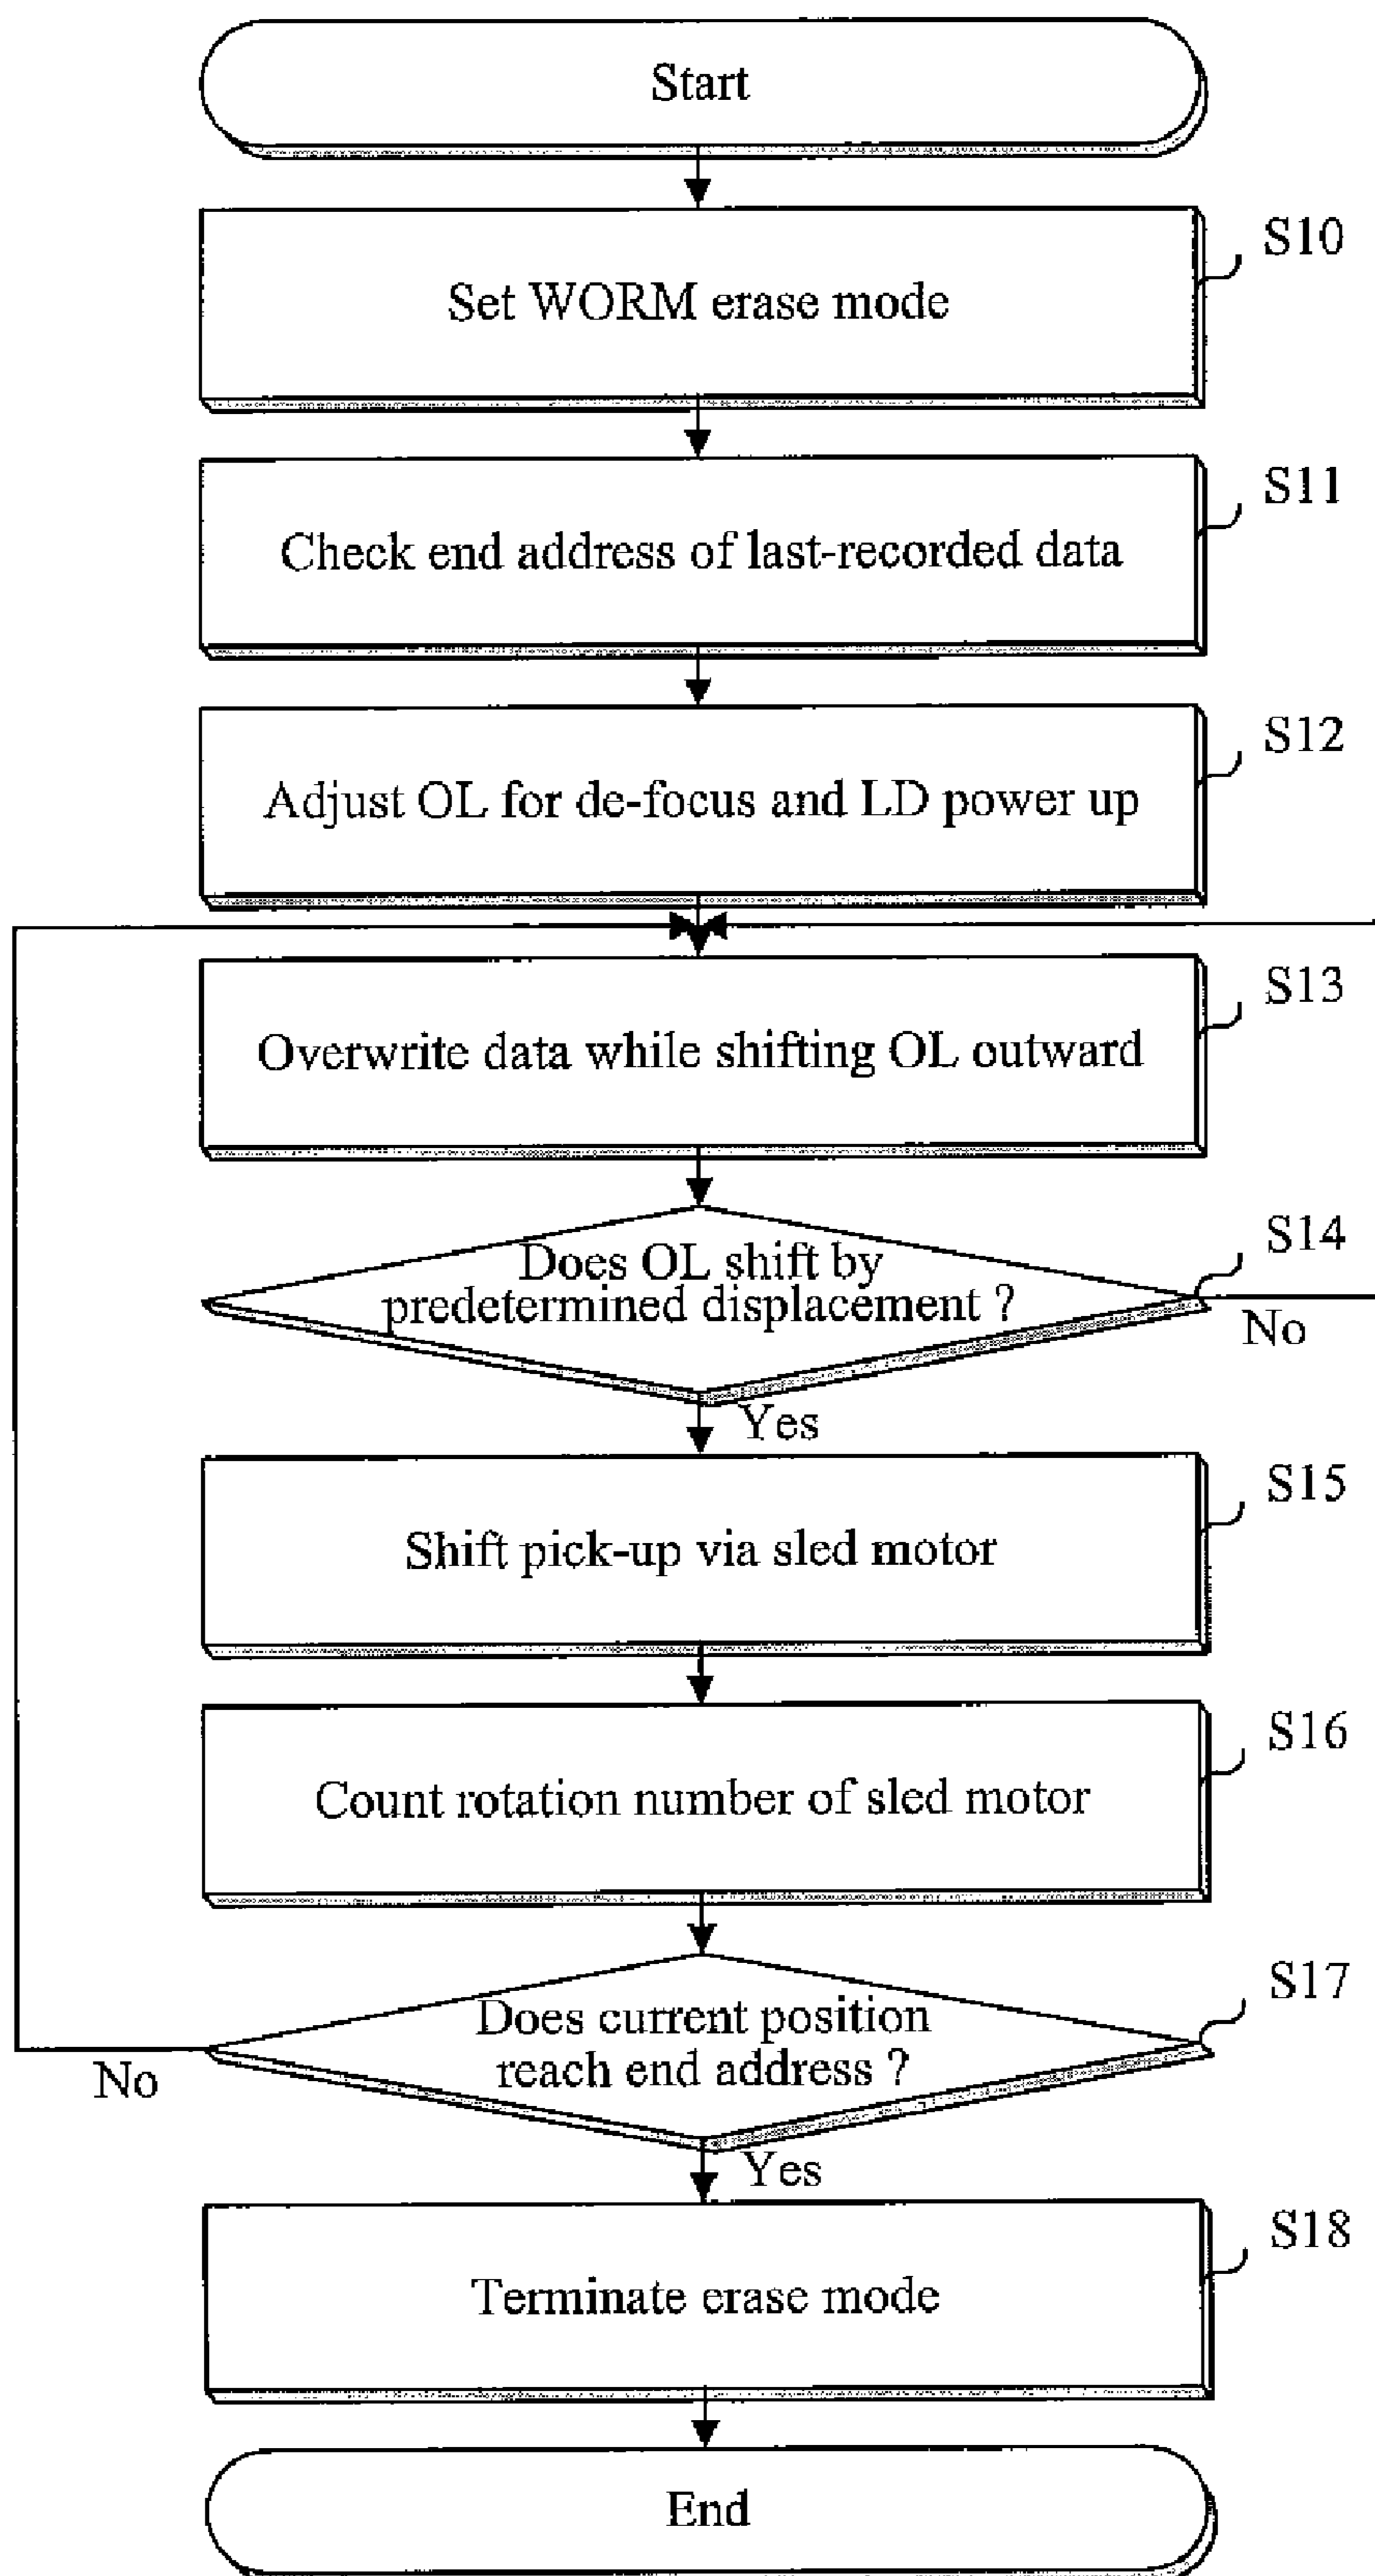 Start
S10
Set WORM erase mode
S11
Check end address of last-recorded data
S12
Adjust OL for de-focus and LD power up
S13
Overwrite data while shifting OL outward
S14
Does OL shift by
predetermined displacement ?
No
Yes
S15
Shift pick-up via sled motor
S16
Count rotation number of sled motor
S17
Does current position
reach end address ?
No
Yes
S18
Terminate erase mode
End